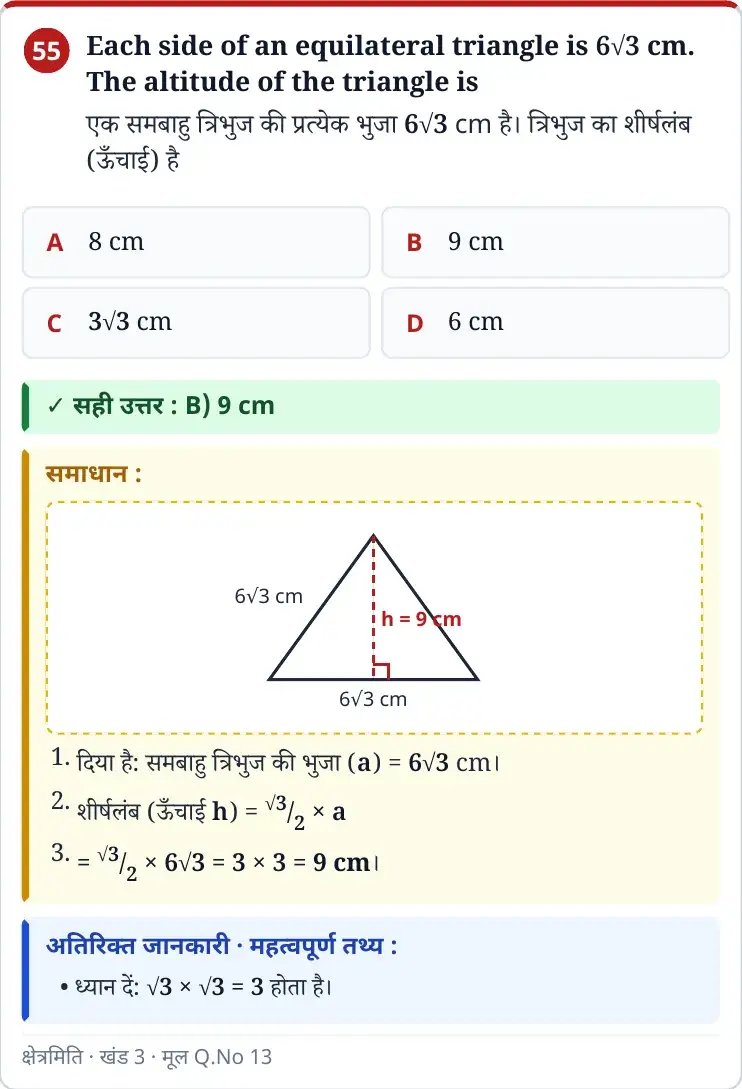 55 Each side of an equilateral triangle is 6√3 cm.
The altitude of the triangle is
एक समबाहु त्रिभुज की प्रत्येक भुजा 6√3 cm है। त्रिभुज का शीर्षलंब
(ऊँचाई) है
A 8 cm
B 9 cm
C 3√3 cm
D 6 cm
✓ सही उत्तर : B) 9 cm
समाधान :
6√3 cm
h = 9 cm
6√3 cm
1. दिया है: समबाहु त्रिभुज की भुजा (a) = 6√3 cm।
2. शीर्षलंब (ऊँचाई h) = √3/2 × a
3. = √3/2 × 6√3 = 3 × 3 = 9 cm।
अतिरिक्त जानकारी · महत्वपूर्ण तथ्य :
• ध्यान दें: √3 × √3 = 3 होता है।
क्षेत्रमिति · खंड 3 · मूल Q.No 13